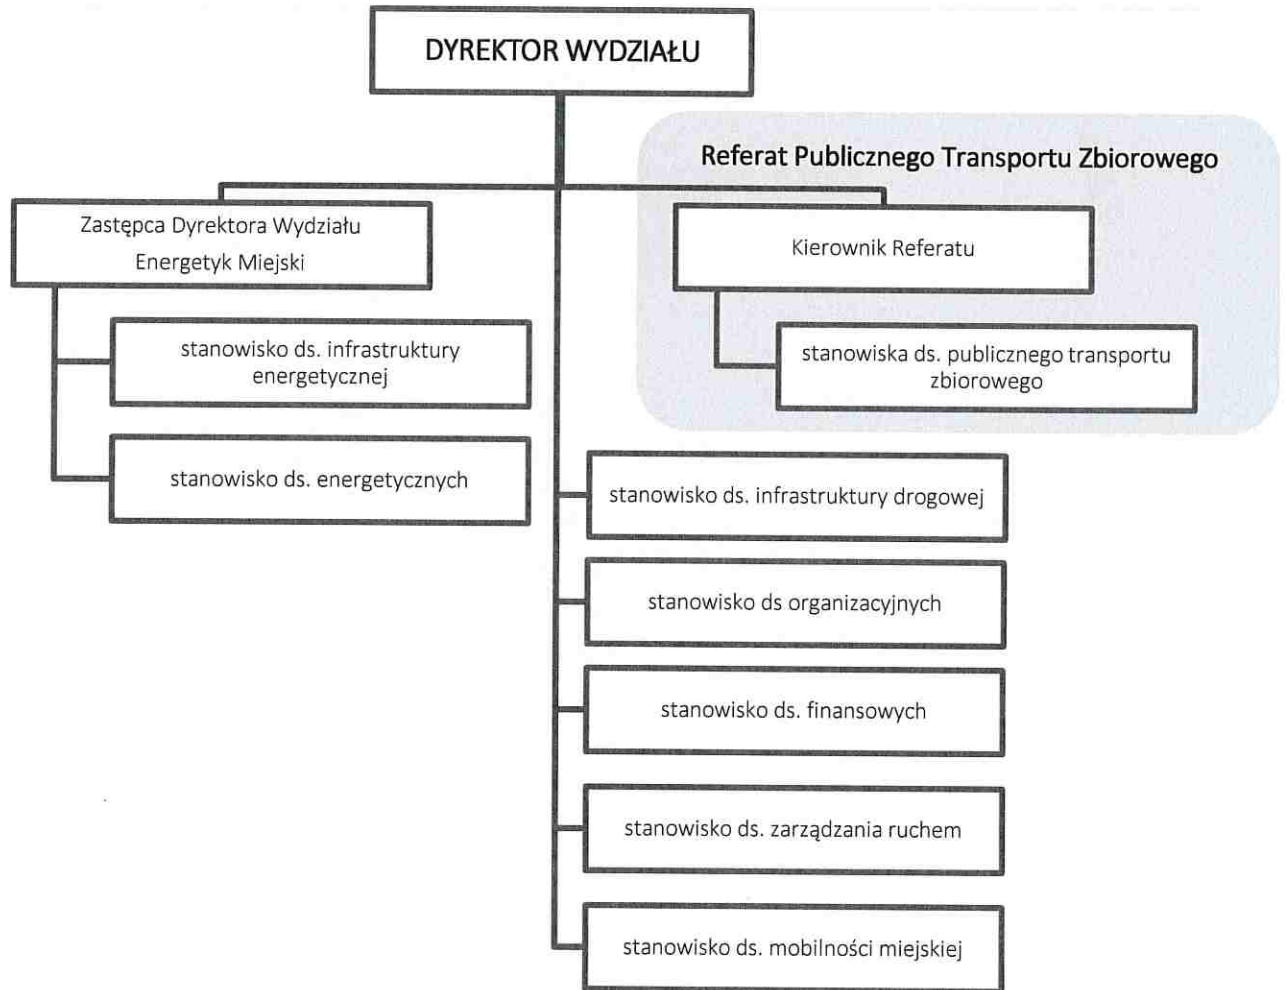 DYREKTOR WYDZIAŁU
Referat Publicznego Transportu Zbiorowego
Zastępca Dyrektora Wydziału
Energetyk Miejski
Kierownik Referatu
stanowisko ds. infrastruktury
energetycznej
stanowiska ds. publicznego transportu
zbiorowego
stanowisko ds. energetycznych
stanowisko ds. infrastruktury drogowej
stanowisko ds organizacyjnych
stanowisko ds. finansowych
stanowisko ds. zarządzania ruchem
stanowisko ds. mobilności miejskiej